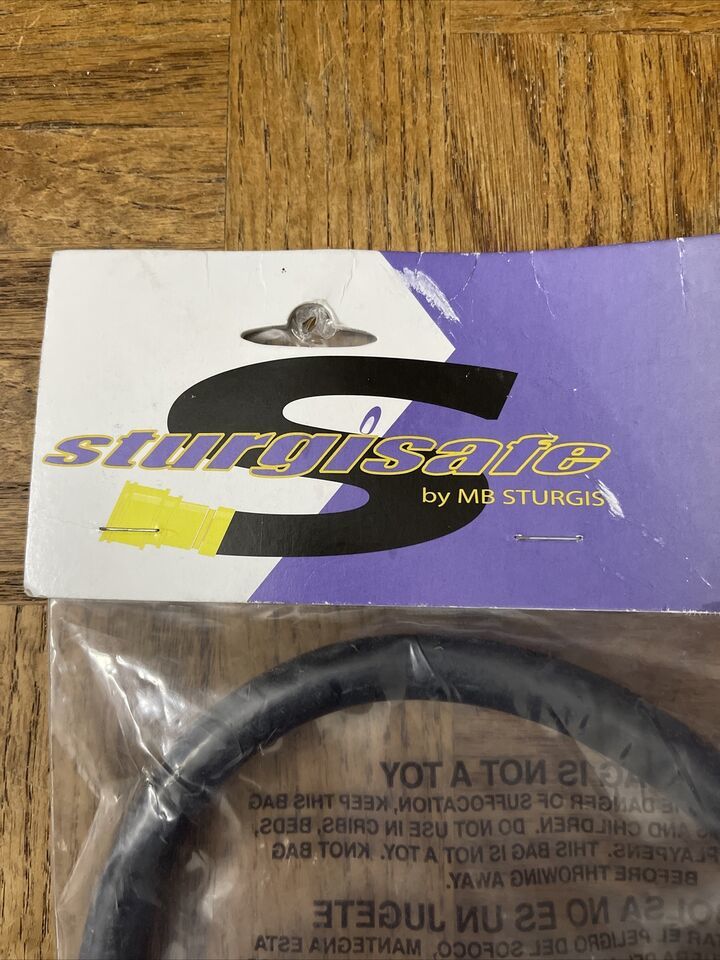 sturgisafe
by MB STURGIS
BAG IS NOT A TOY
DANGER OF SUFFOCATION, KEEP THIS BAG
AND CHILDREN. DO NOT USE IN CRIBS, BEDS,
PLAYPENS. THIS BAG IS NOT A TOY. KNOT BAG
BEFORE THROWING AWAY.
BOLSA NO ES UN JUGETE
EL PELIGRO DEL SOFOCO, MANTEGNA ESTA